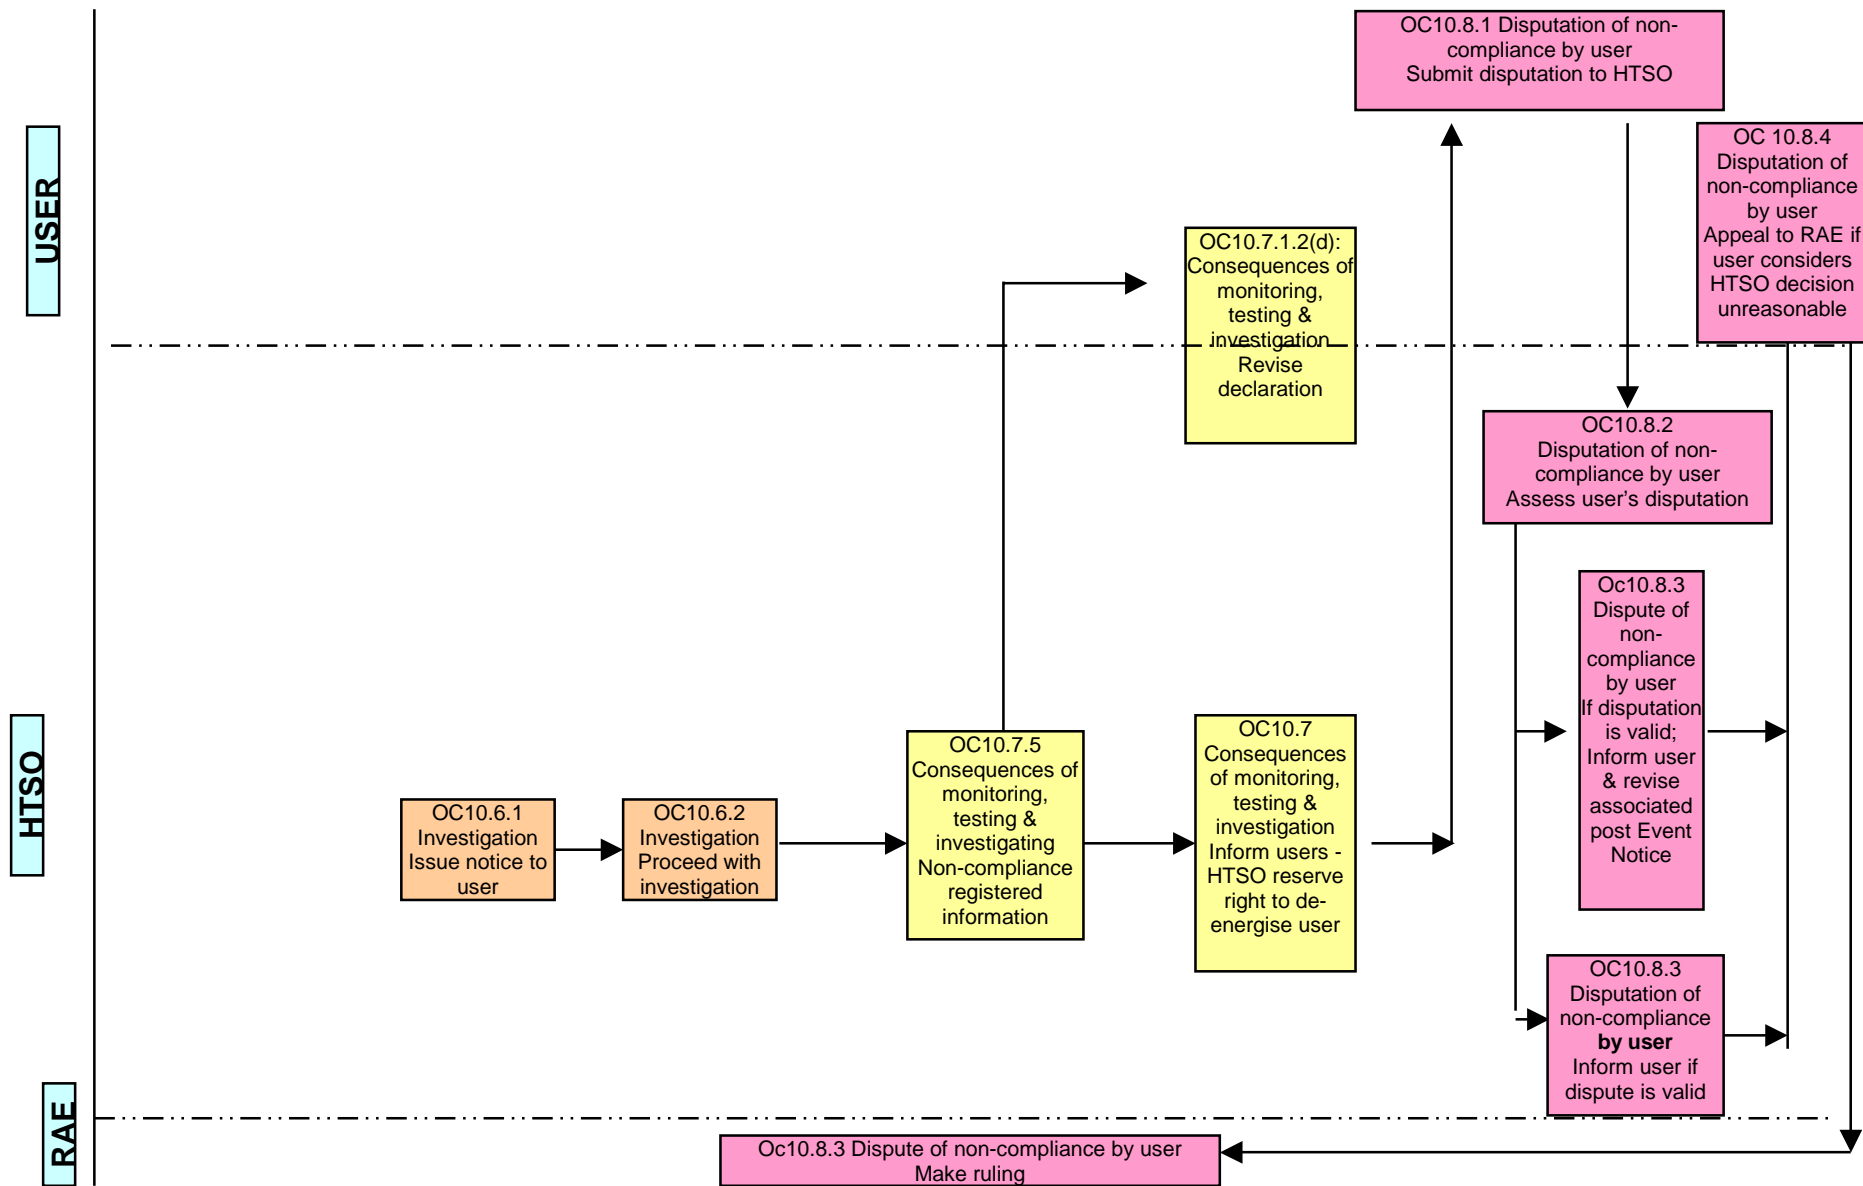 OC10.8.1 Disputation of non-
compliance by user
Submit disputation to HTSO
USER
OC 10.8.4
Disputation of
non-compliance
by user
Appeal to RAE if
user considers
HTSO decision
unreasonable
OC10.7.1.2(d):
Consequences of
monitoring,
testing &
investigation
Revise
declaration
OC10.8.2
Disputation of non-
compliance by user
Assess user’s disputation
Oc10.8.3
Dispute of
non-
compliance
by user
If disputation
is valid;
Inform user
& revise
associated
post Event
Notice
HTSO
OC10.6.1
Investigation
Issue notice to
user
OC10.6.2
Investigation
Proceed with
investigation
OC10.7.5
Consequences of
monitoring,
testing &
investigating
Non-compliance
registered
information
OC10.7
Consequences
of monitoring,
testing &
investigation
Inform users -
HTSO reserve
right to de-
energise user
OC10.8.3
Disputation of
non-compliance
by user
Inform user if
dispute is valid
RAE
Oc10.8.3 Dispute of non-compliance by user
Make ruling